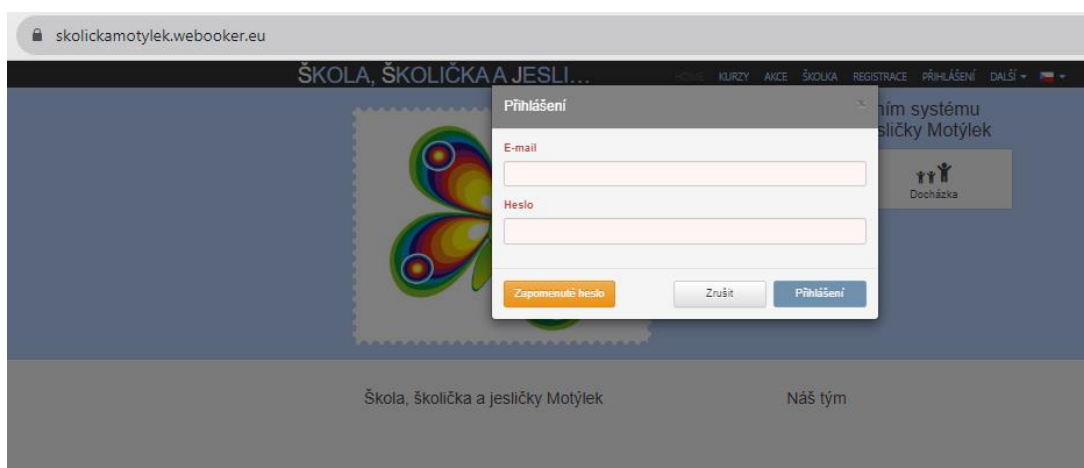 skolickamotylek.webooker.eu
ŠKOLA, ŠKOLIČKA A JESLI...
HOME KURZY AKCE ŠKOLKA REGISTRACE PŘIHLÁŠENÍ DALŠÍ
Přihlášení
x
ním systému
sličky Motýlek
E-mail
Docházka
Heslo
Zapomenuté heslo
Zrušit
Přihlášení
Škola, školička a jesličky Motýlek
Náš tým